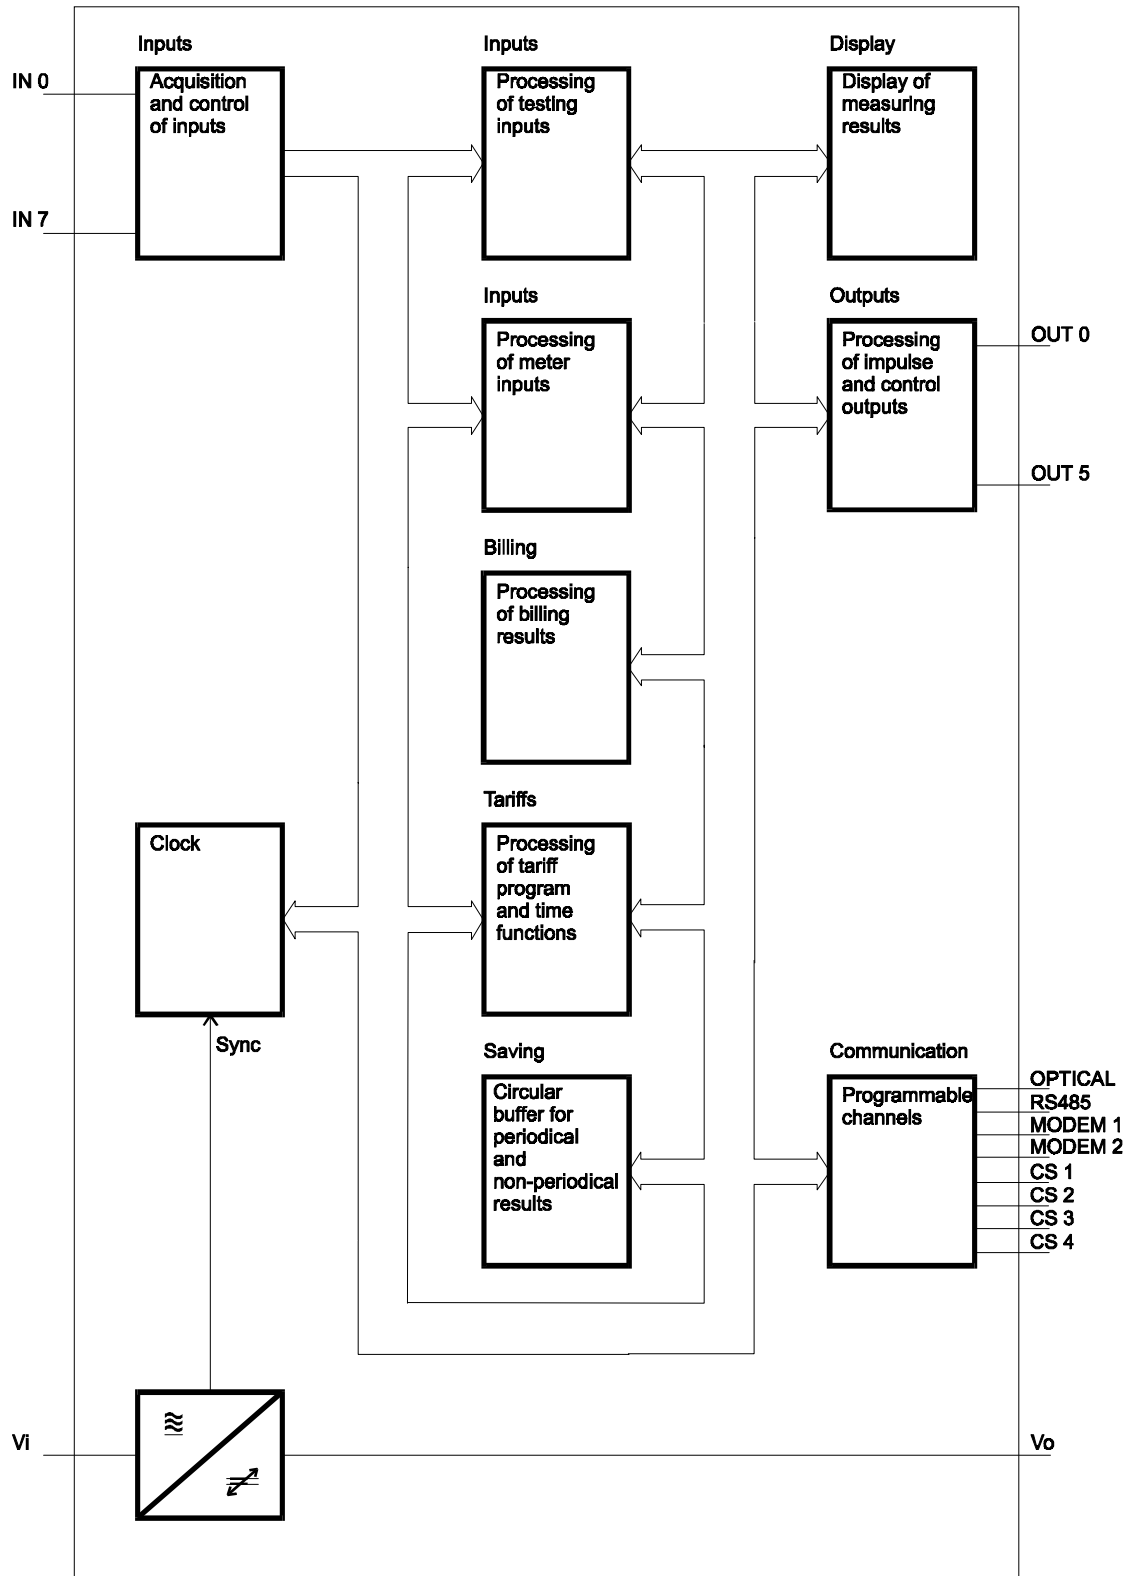 Inputs
Inputs
Display
IN 0
Acquisition
and control
of inputs
Processing
of testing
inputs
Display of
measuring
results
IN 7
Inputs
Outputs
Processing
of meter
inputs
Processing
of impulse
and control
outputs
OUT 0
OUT 5
Billing
Processing
of billing
results
Tariffs
Clock
Processing
of tariff
program
and time
functions
Sync
Saving
Communication
Circular
buffer for
periodical
and
non-periodical
results
Programmable
channels
OPTICAL
RS485
MODEM 1
MODEM 2
CS 1
CS 2
CS 3
CS 4
Vi
Vo